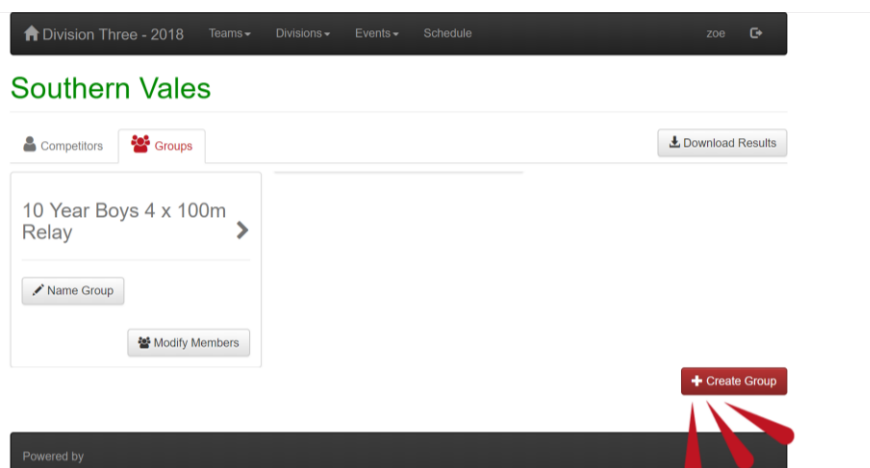 Division Three - 2018 Teams Divisions Events Schedule zoe
Southern Vales
Competitors Groups Download Results
10 Year Boys 4 x 100m
Relay
Name Group
Modify Members
Create Group
Powered by